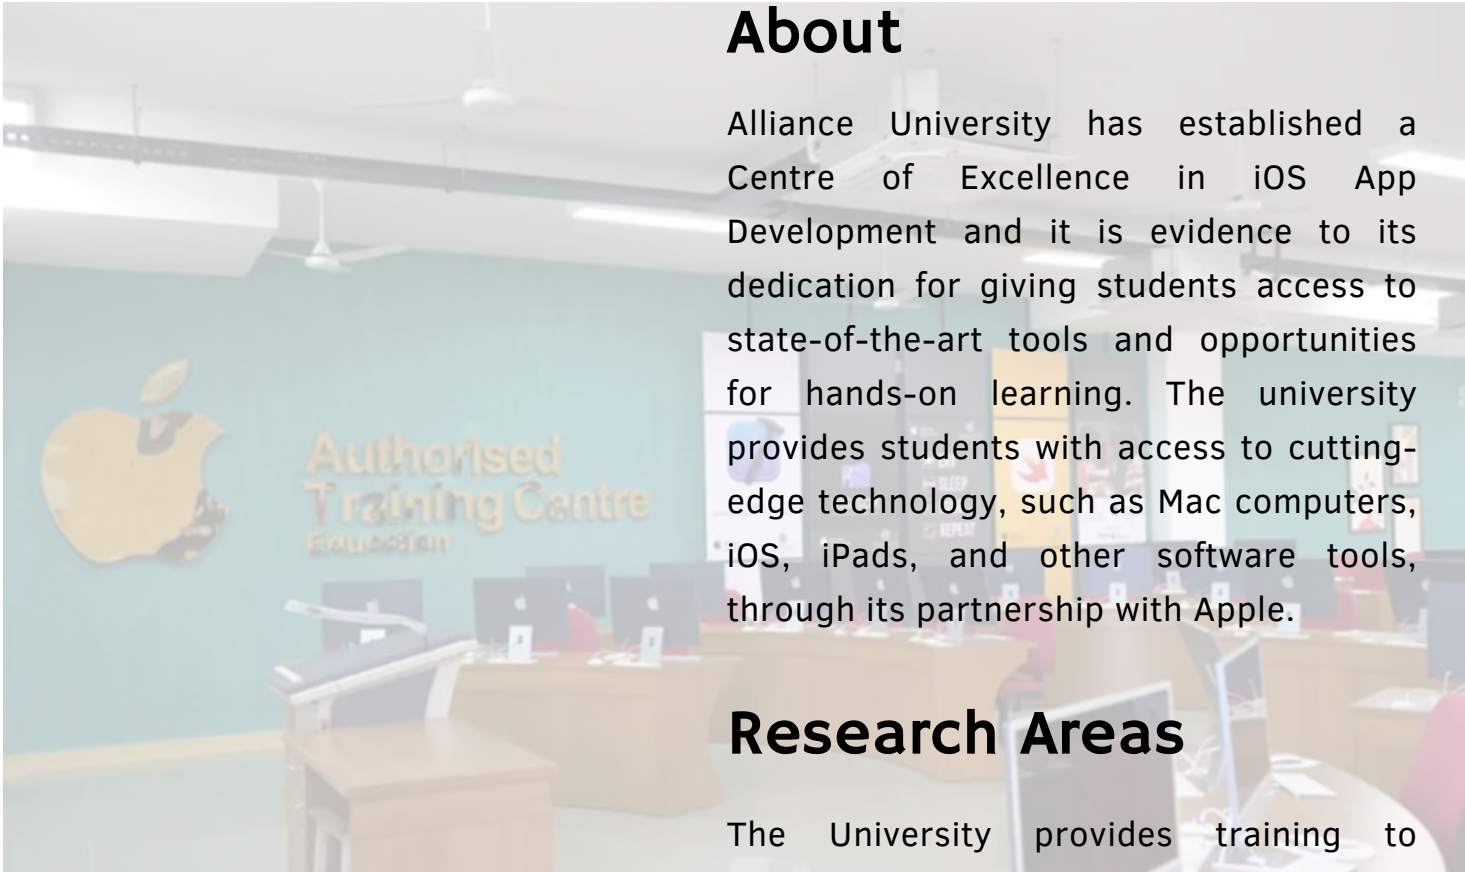 About
Alliance University has established a
Centre of Excellence in iOS App
Development and it is evidence to its
dedication for giving students access to
state-of-the-art tools and opportunities
for hands-on learning. The university
provides students with access to cutting-
edge technology, such as Mac computers,
iOS, iPads, and other software tools,
through its partnership with Apple.
Research Areas
The University provides training to
Authorised
Training Centre
Education
SLEEP
REPEAT